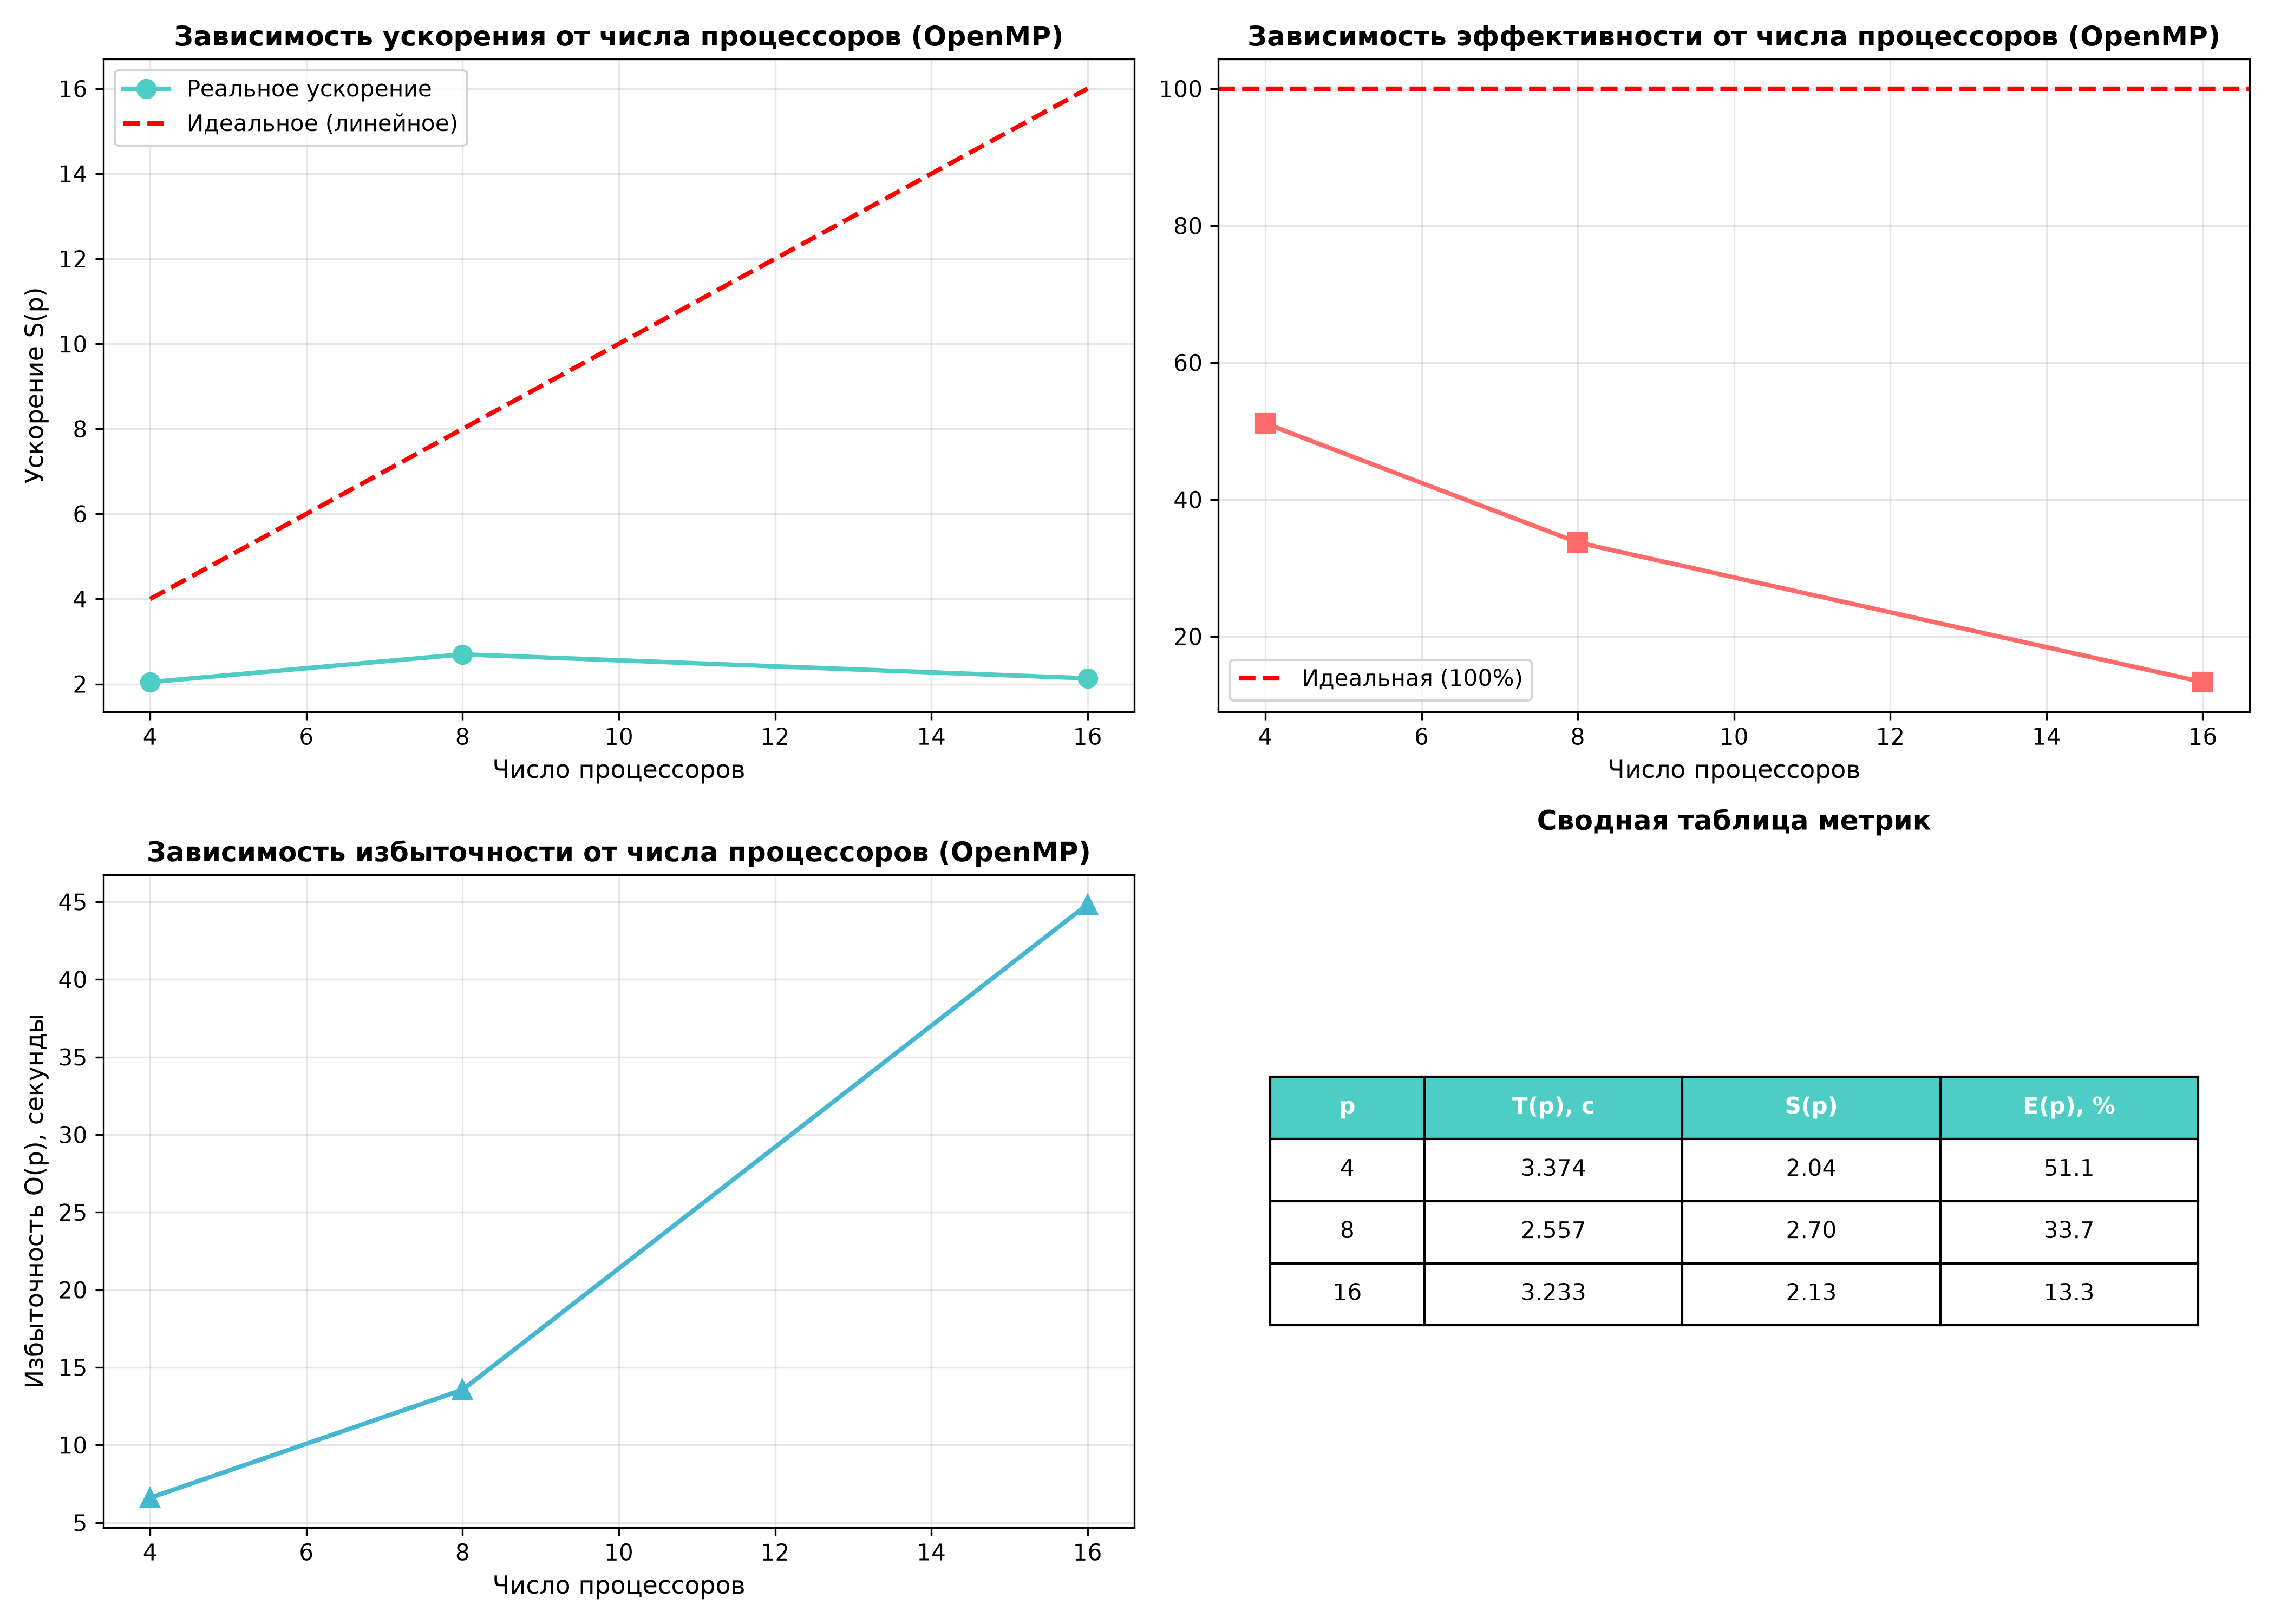 Зависимость ускорения от числа процессоров (OpenMP)
Реальное ускорение
Идеальное (линейное)
Ускорение S(p)
16
14
12
10
8
6
4
2
4 6 8 10 12 14 16
Число процессоров
Зависимость эффективности от числа процессоров (OpenMP)
100
80
60
40
20
Идеальная (100%)
4 6 8 10 12 14 16
Число процессоров
Зависимость избыточности от числа процессоров (OpenMP)
Избыточность O(p), секунды
45
40
35
30
25
20
15
10
5
4 6 8 10 12 14 16
Число процессоров
Сводная таблица метрик
p T(p), с S(p) E(p), %
4 3.374 2.04 51.1
8 2.557 2.70 33.7
16 3.233 2.13 13.3